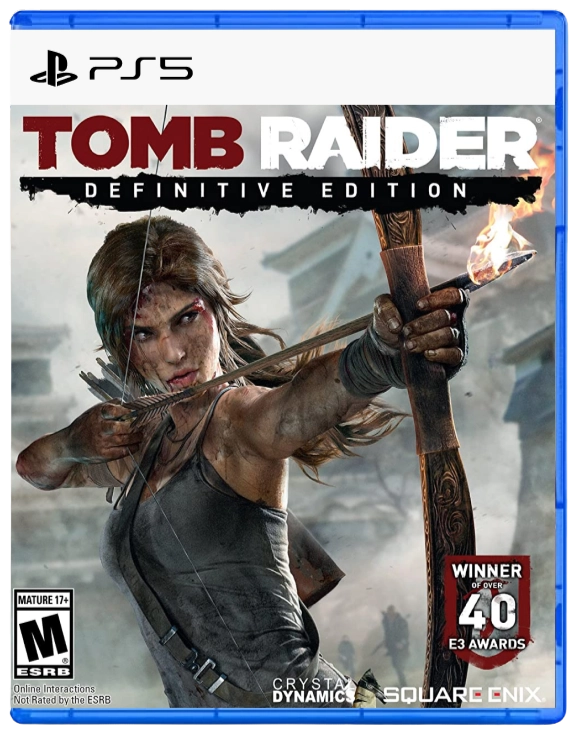 PS5
TOMB RAIDER®
DEFINITIVE EDITION
WINNER
OF OVER
40
E3 AWARDS
MATURE 17+
M
®
ESRB
Online Interactions
Not Rated by the ESRB
CRYSTAL
DYNAMICS
SQUARE ENIX.